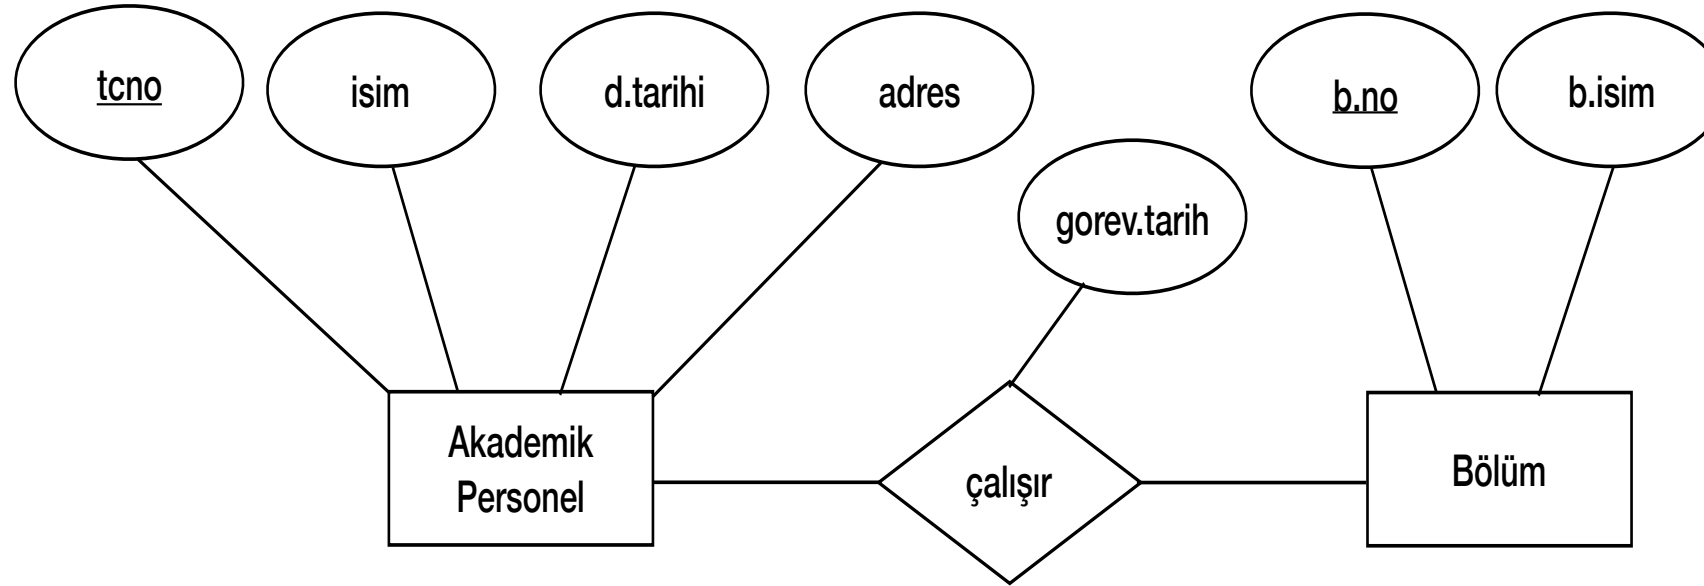 tcno
isim
d.tarihi
adres
b.no
b.isim
gorev.tarih
Akademik
Personel
çalışır
Bölüm